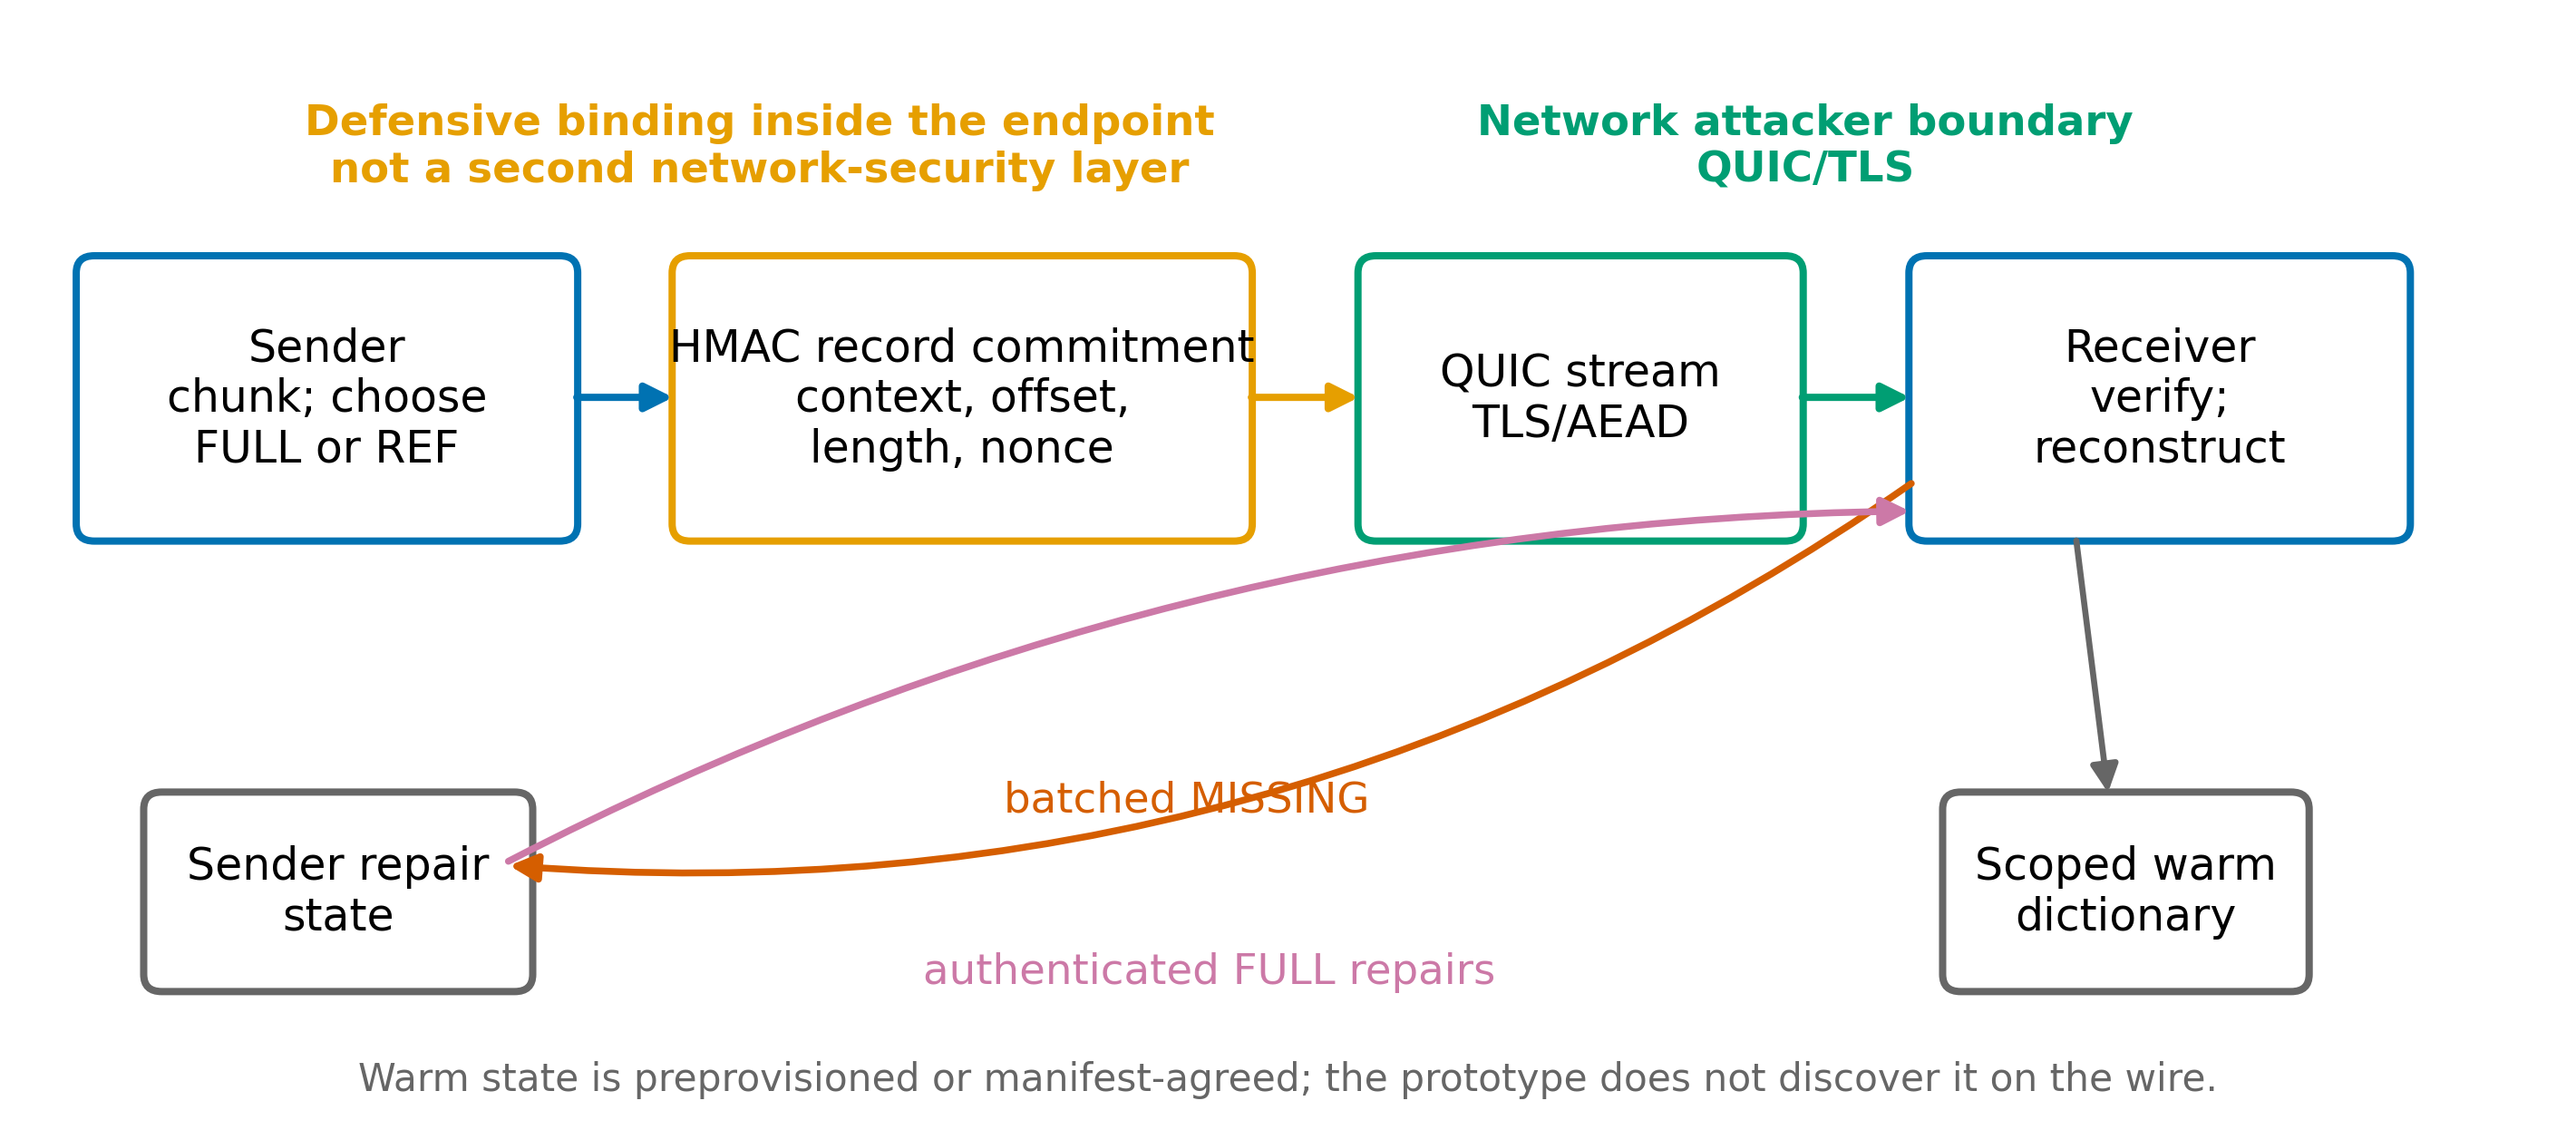 Defensive binding inside the endpoint
not a second network-security layer
Network attacker boundary
QUIC/TLS
Sender
chunk; choose
FULL or REF
HMAC record commitment
context, offset,
length, nonce
QUIC stream
TLS/AEAD
Receiver
verify;
reconstruct
batched MISSING
Sender repair
state
Scoped warm
dictionary
authenticated FULL repairs
Warm state is preprovisioned or manifest-agreed; the prototype does not discover it on the wire.